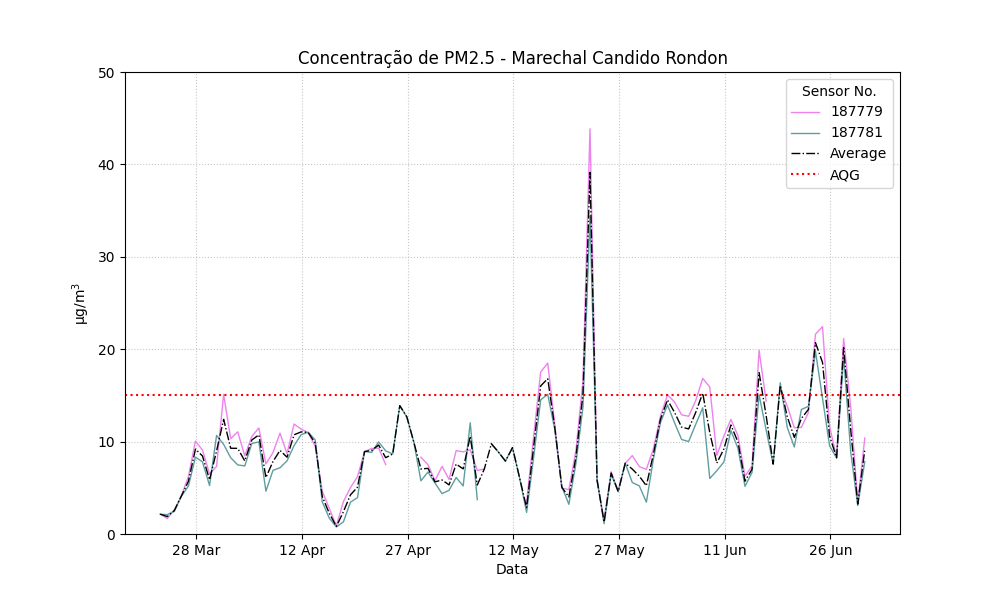 Concentração de PM2.5 - Marechal Candido Rondon
50
40
30
20
10
0
µg/m³
Sensor No.
187779
187781
Average
AQG
28 Mar
12 Apr
27 Apr
12 May
27 May
11 Jun
26 Jun
Data